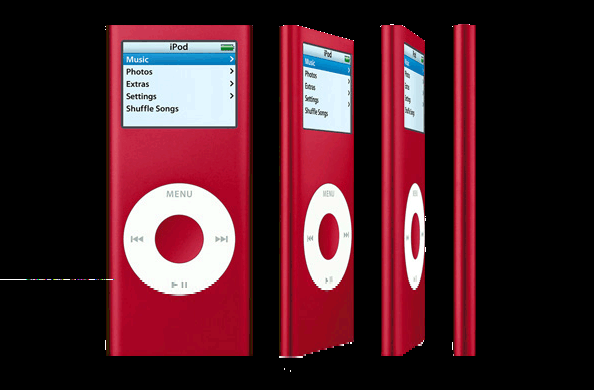 iPod
Music
Photos
Extras
Settings
Shuffle Songs
MENU
iPod
Music
Photos
Extras
Settings
Shuffle Songs
MENU